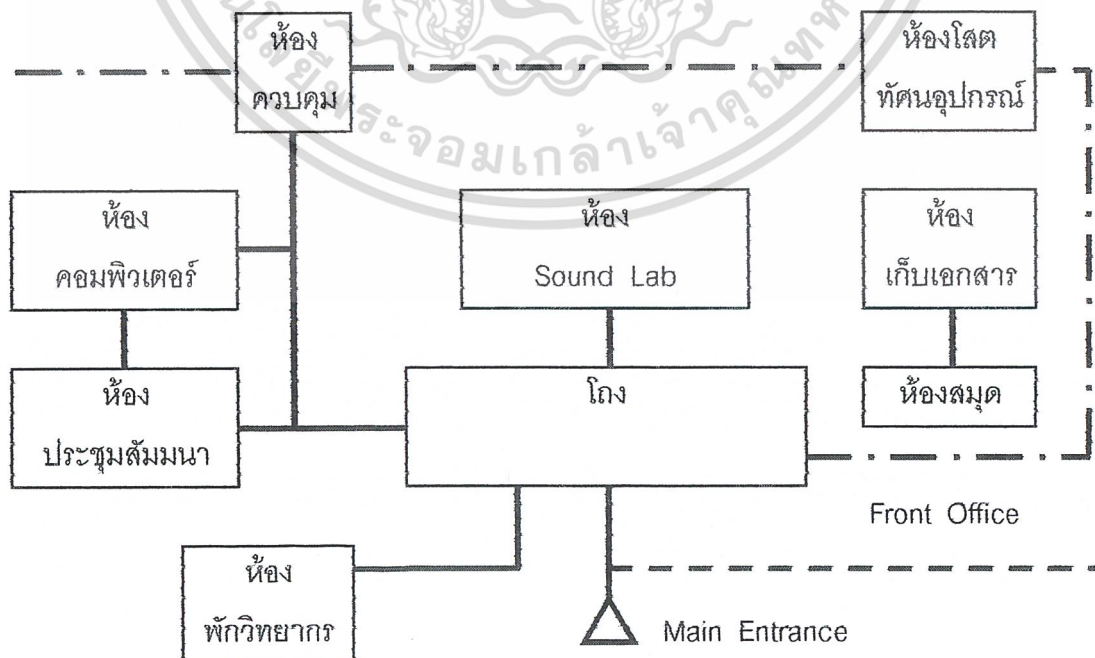 ห้อง
ควบคุม
ห้องโสต
ทัศนอุปกรณ์
ห้อง
คอมพิวเตอร์
ห้อง
Sound Lab
ห้อง
เก็บเอกสาร
ห้อง
ประชุมสัมมนา
โถง
ห้องสมุด
Front Office
ห้อง
พักวิทยากร
Main Entrance